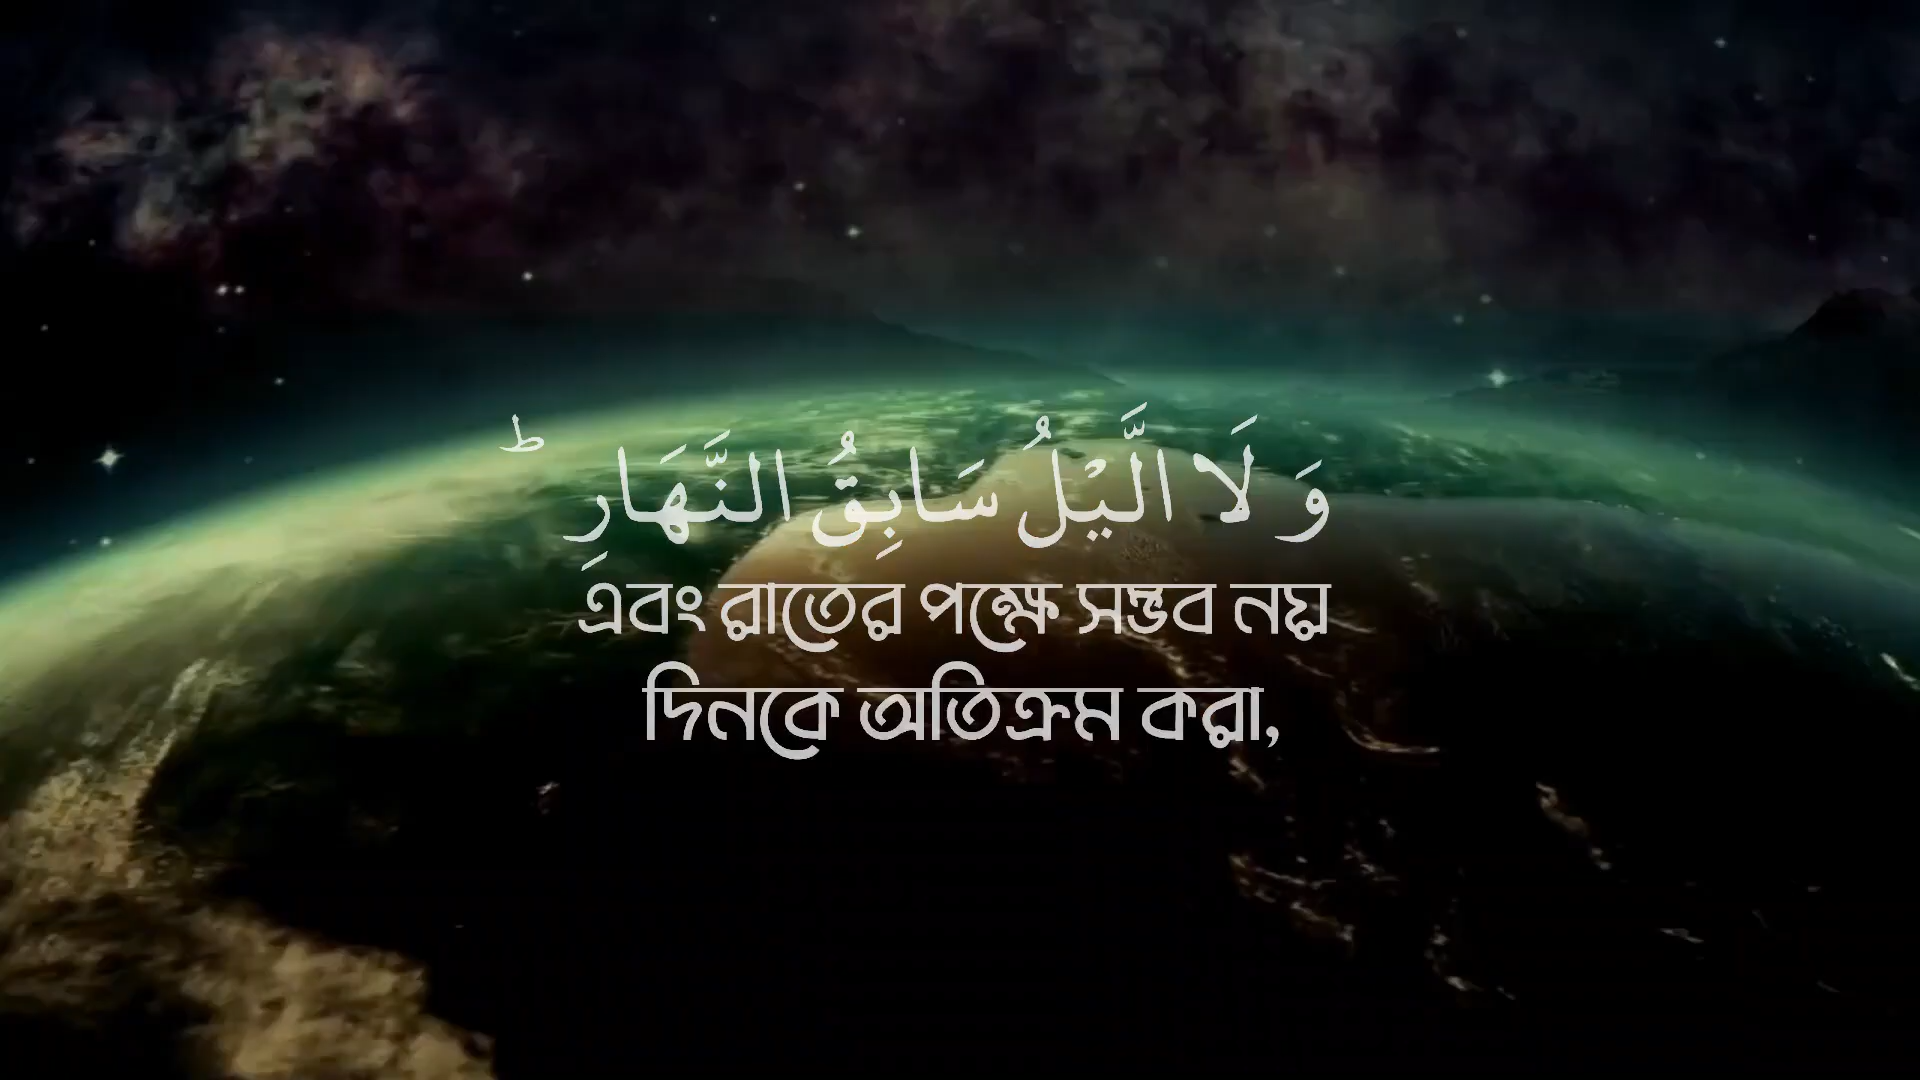 وَ لَا الَّيْلُ سَابِقُ النَّهَارِ ؕ
এবং রাতের পক্ষে সম্ভব নয়
দিনকে অতিক্রম করা,